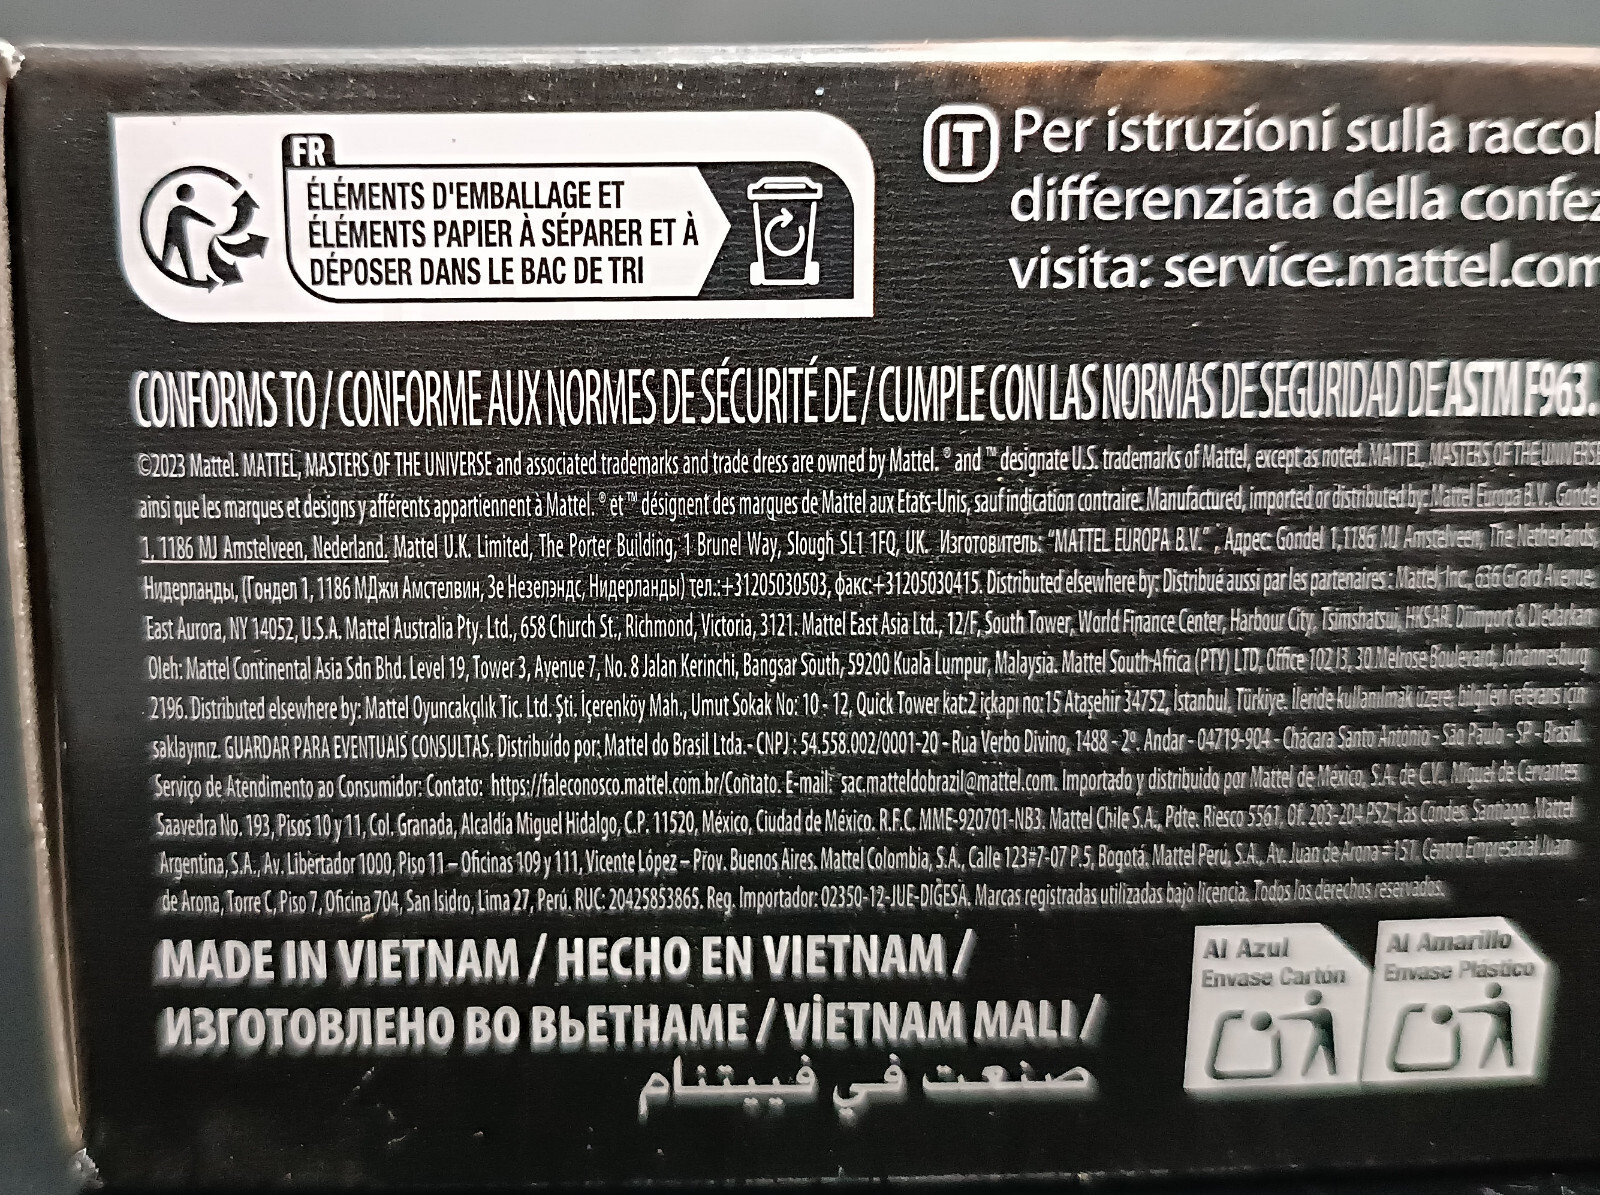 FR
ÉLÉMENTS D'EMBALLAGE ET
ÉLÉMENTS PAPIER À SÉPARER ET À
DÉPOSER DANS LE BAC DE TRI
IT Per istruzioni sulla
differenziata della
visita: service.mattel.com
CONFORMS TO / CONFORME AUX NORMES DE SÉCURITÉ DE / CUMPLE CON LAS NORMAS DE SEGURIDAD DE ASTM F963.
©2023 Mattel. MATTEL, MASTERS OF THE UNIVERSE and associated trademarks and trade dress are owned by Mattel. ® and ™ designate U.S. trademarks of Mattel, except as noted. MATTEL, MASTERS OF THE UNIVERSE
ainsi que les marques et designs y afférents appartiennent à Mattel. ® et ™ désignent des marques de Mattel aux Etats-Unis, sauf indication contraire. Manufactured, imported or distributed by: Mattel Europa B.V., Gondel
1, 1186 MJ Amstelveen, Nederland. Mattel U.K. Limited, The Porter Building, 1 Brunel Way, Slough SL1 1FQ, UK. Изготовитель: "MATTEL EUROPA B.V." , Адрес: Gondel 1,1186 MJ Amstelveen, The Netherlands,
Нидерланды, (Гондел 1, 1186 МДжи Амстелвин, Зе Незелэндс, Нидерланды) тел.:+31205030503, факс:+31205030415. Distributed elsewhere by: Distribué aussi par les partenaires : Mattel, Inc., 636 Girard Avenue,
East Aurora, NY 14052, U.S.A. Mattel Australia Pty. Ltd., 658 Church St., Richmond, Victoria, 3121. Mattel East Asia Ltd., 12/F, South Tower, World Finance Center, Harbour City, Tsimshatsui, HKSAR. Diimport & Diedarkan
Oleh: Mattel Continental Asia Sdn Bhd. Level 19, Tower 3, Avenue 7, No. 8 Jalan Kerinchi, Bangsar South, 59200 Kuala Lumpur, Malaysia. Mattel South Africa (PTY) LTD, Office 102 I3, 30 Melrose Boulevard, Johannesburg
2196. Distributed elsewhere by: Mattel Oyuncakçılık Tic. Ltd. Şti. İçerenköy Mah., Umut Sokak No: 10 - 12, Quick Tower kat:2 içkapı no:15 Ataşehir 34752, İstanbul, Türkiye. İleride kullanılmak üzere, bilgileri referans için
saklayınız. GUARDAR PARA EVENTUAIS CONSULTAS. Distribuído por: Mattel do Brasil Ltda.- CNPJ : 54.558.002/0001-20 - Rua Verbo Divino, 1488 - 2º. Andar - 04719-904 - Chácara Santo Antônio - São Paulo - SP - Brasil.
Serviço de Atendimento ao Consumidor: Contato: https://faleconosco.mattel.com.br/Contato. E-mail: sac.matteldobrazil@mattel.com. Importado y distribuido por Mattel de México, S.A. de C.V., Miguel de Cervantes
Saavedra No. 193, Pisos 10 y 11, Col. Granada, Alcaldía Miguel Hidalgo, C.P. 11520, México, Ciudad de México. R.F.C. MME-920701-NB3. Mattel Chile S.A., Pdte. Riesco 5561, Of. 203-204 PS2, Las Condes, Santiago. Mattel
Argentina, S.A., Av. Libertador 1000, Piso 11 – Oficinas 109 y 111, Vicente López – Prov. Buenos Aires. Mattel Colombia, S.A., Calle 123#7-07 P.5, Bogotá. Mattel Perú, S.A., Av. Juan de Arona # 151, Centro Empresarial Juan
de Arona, Torre C, Piso 7, Oficina 704, San Isidro, Lima 27, Perú. RUC: 20425853865. Reg. Importador: 02350-12-JUE-DIGESA. Marcas registradas utilizadas bajo licencia. Todos los derechos reservados.
MADE IN VIETNAM / HECHO EN VIETNAM /
ИЗГОТОВЛЕНО ВО ВЬЕТНАМЕ / VİETNAM MALI /
صنعت في فييتنام
Al Azul
Envase Cartón
Al Amarillo
Envase Plástico